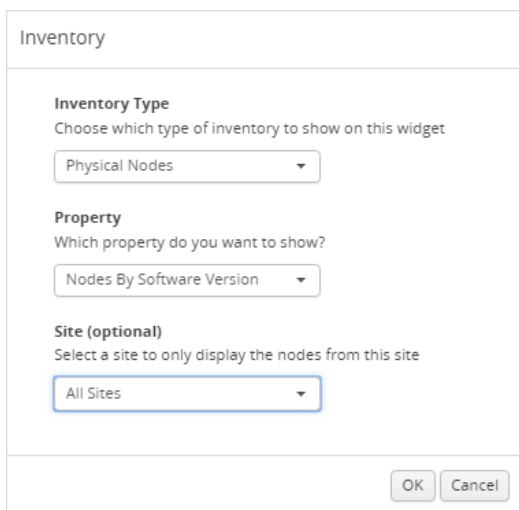 Inventory
Inventory Type
Choose which type of inventory to show on this widget
Physical Nodes
Property
Which property do you want to show?
Nodes By Software Version
Site (optional)
Select a site to only display the nodes from this site
All Sites
OK Cancel